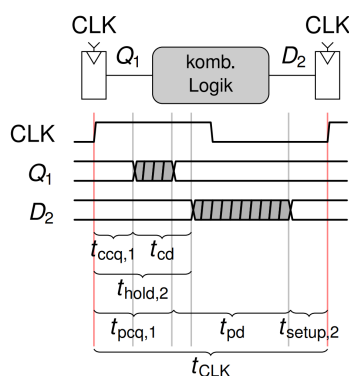 CLK CLK
Q1 komb. D2
Logik
CLK
Q1
D2
tccq,1 tcd
thold,2
tpcq,1 tpd tsetup,2
tCLK